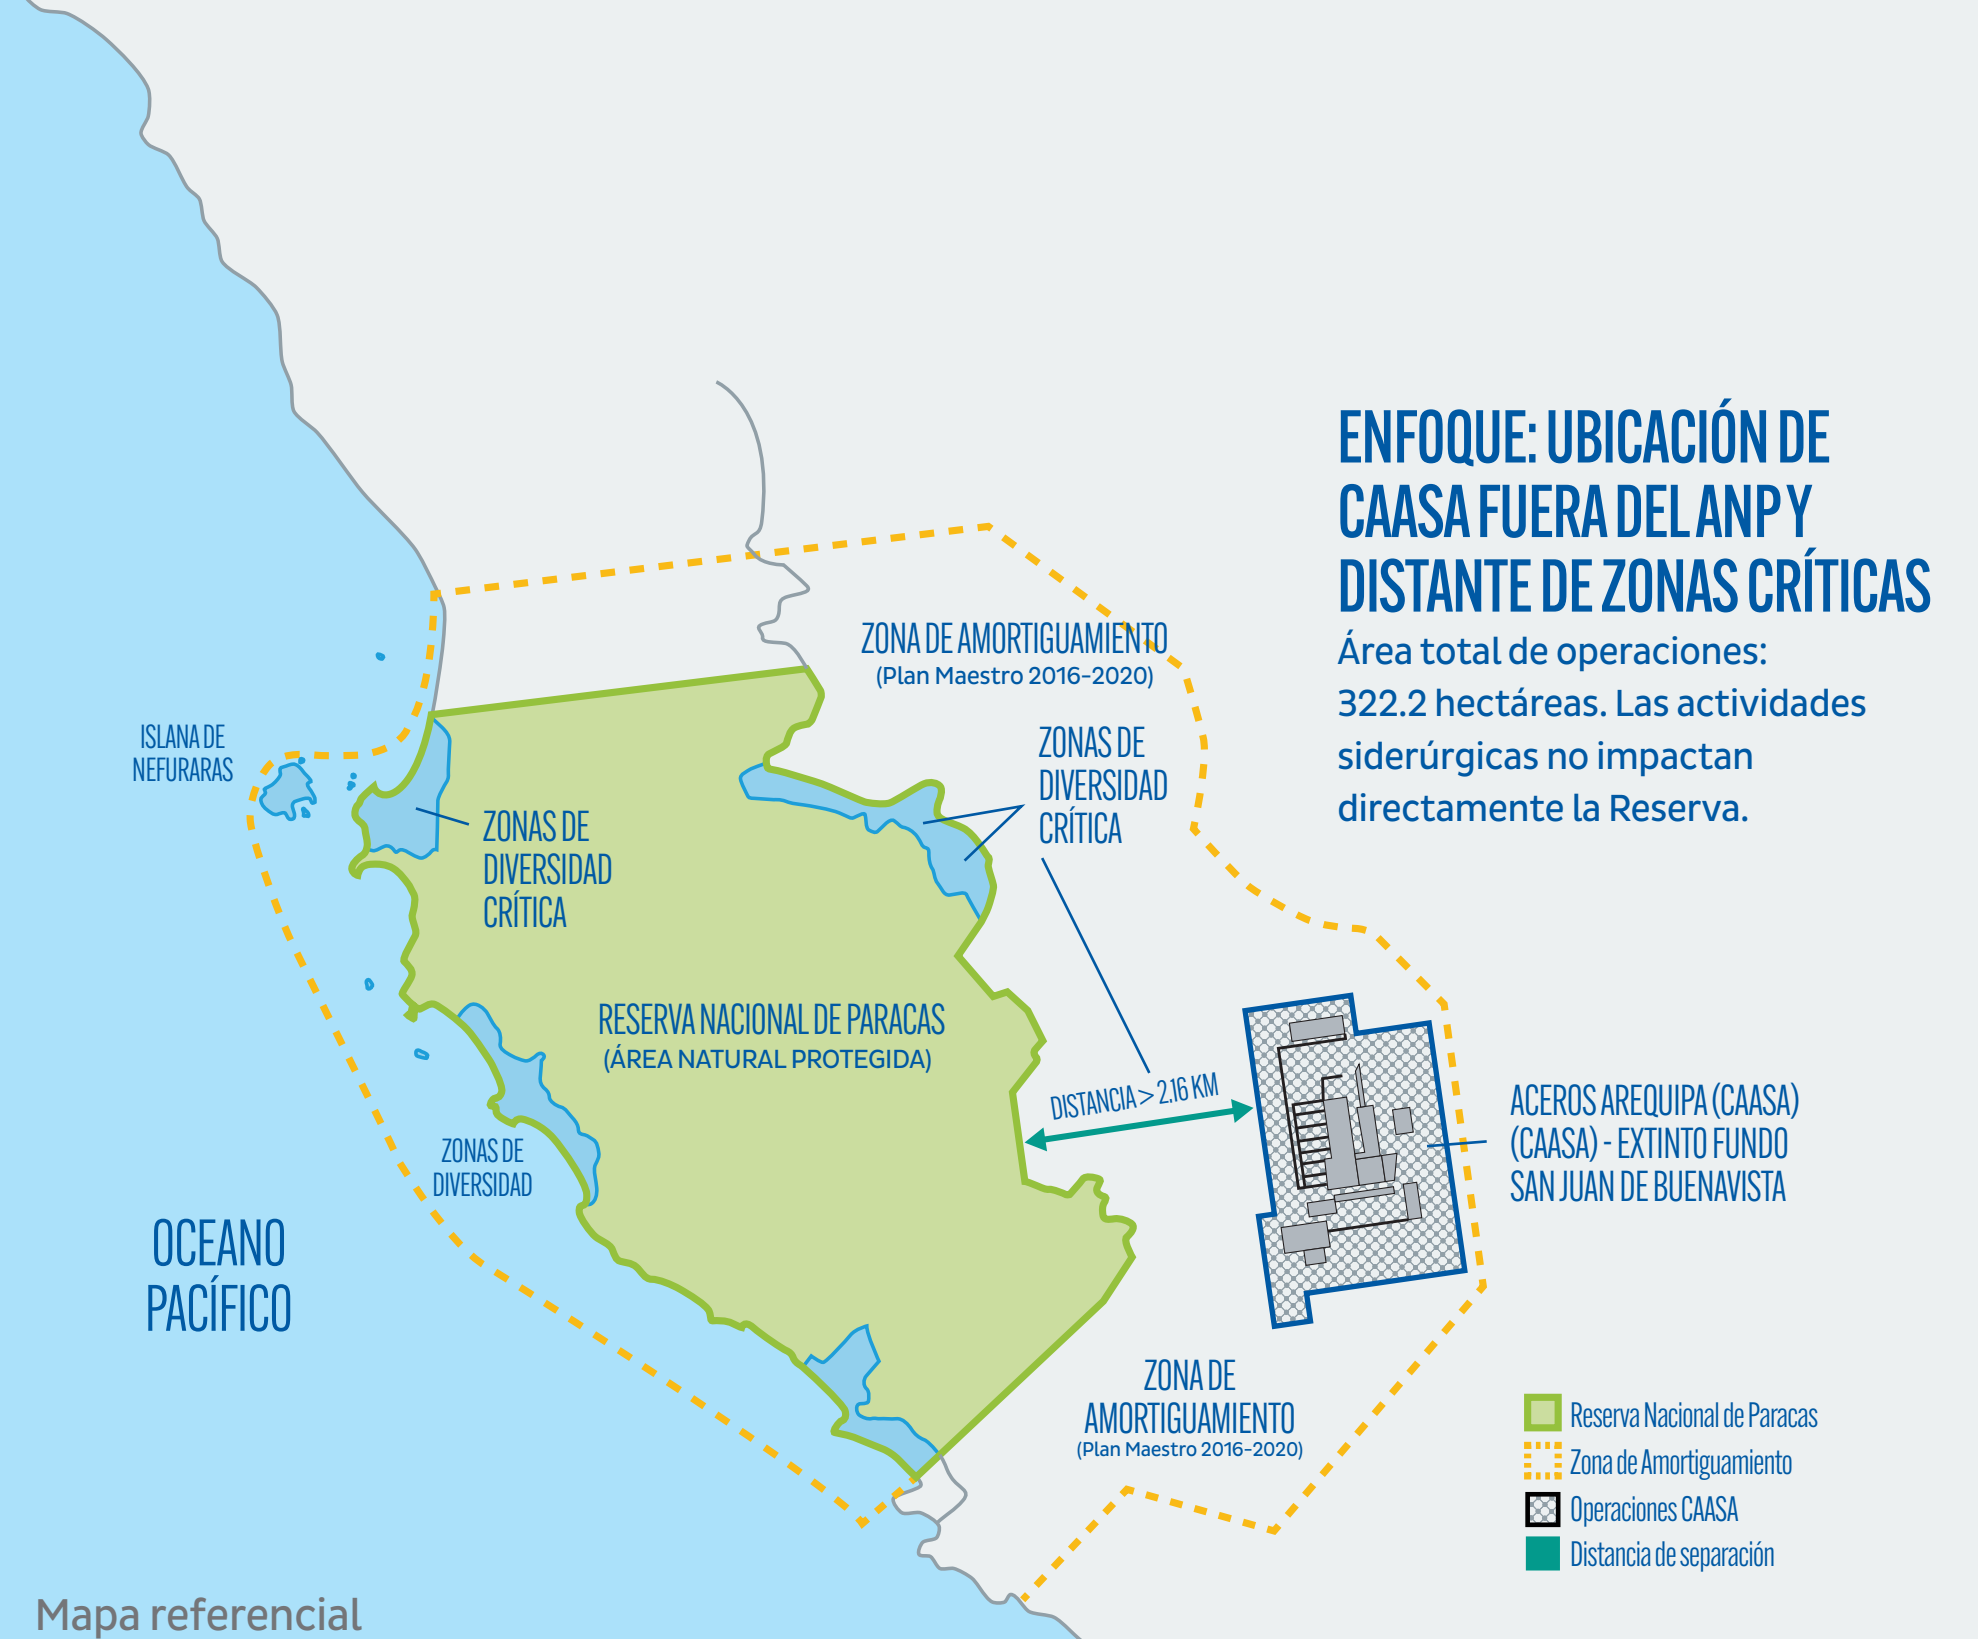 ENFOQUE: UBICACIÓN DE
CAASA FUERA DEL ANP Y
DISTANTE DE ZONAS CRÍTICAS
Área total de operaciones:
322.2 hectáreas. Las actividades
siderúrgicas no impactan
directamente la Reserva.
ZONA DE AMORTIGUAMIENTO
(Plan Maestro 2016-2020)
ISLANA DE
NEFURARAS
ZONAS DE
DIVERSIDAD
CRÍTICA
ZONAS DE
DIVERSIDAD
CRÍTICA
RESERVA NACIONAL DE PARACAS
(ÁREA NATURAL PROTEGIDA)
DISTANCIA > 2.16 KM
ACEROS AREQUIPA (CAASA)
(CAASA) - EXTINTO FUNDO
SAN JUAN DE BUENAVISTA
ZONAS DE
DIVERSIDAD
OCEANO
PACÍFICO
ZONA DE
AMORTIGUAMIENTO
(Plan Maestro 2016-2020)
Reserva Nacional de Paracas
Zona de Amortiguamiento
Operaciones CAASA
Distancia de separación
Mapa referencial